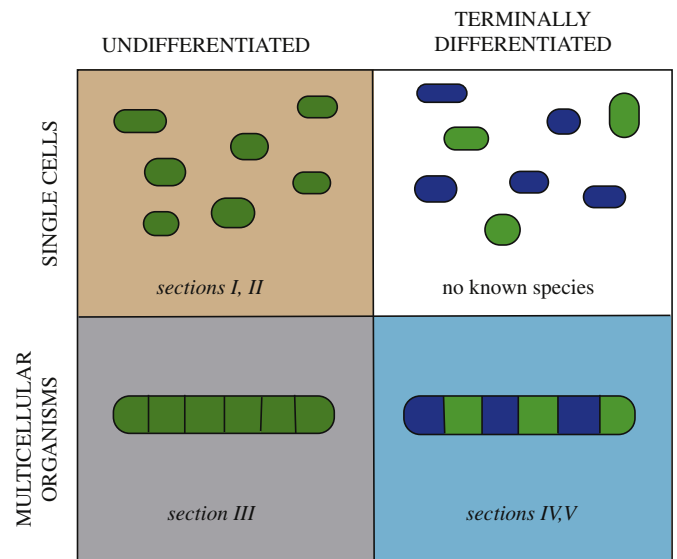 UNDIFFERENTIATED
TERMINALLY
DIFFERENTIATED
SINGLE CELLS
sections I, II
no known species
MULTICELLULAR
ORGANISMS
section III
sections IV,V